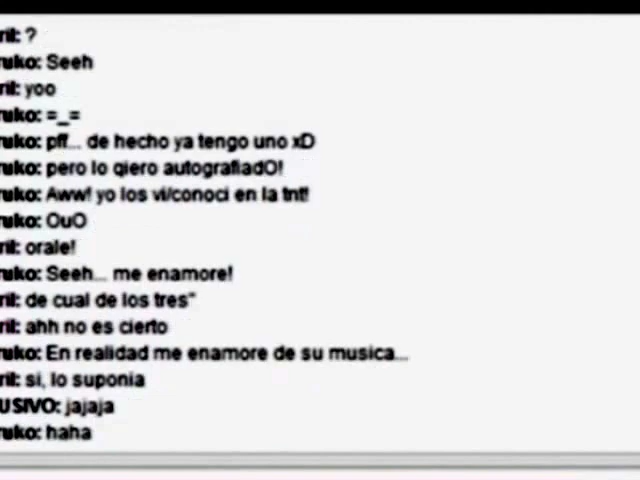 ril: ?
ruko: Seeh
ril: yoo
ruko: =_=
ruko: pff... de hecho ya tengo uno xD
ruko: pero lo qiero autografiadO!
ruko: Aww! yo los vi/conoci en la tnt!
ruko: OuO
ril: orale!
ruko: Seeh... me enamore!
ril: de cual de los tres"
ril: ahh no es cierto
ruko: En realidad me enamore de su musica...
ril: si, lo suponia
USIVO: jajaja
ruko: haha